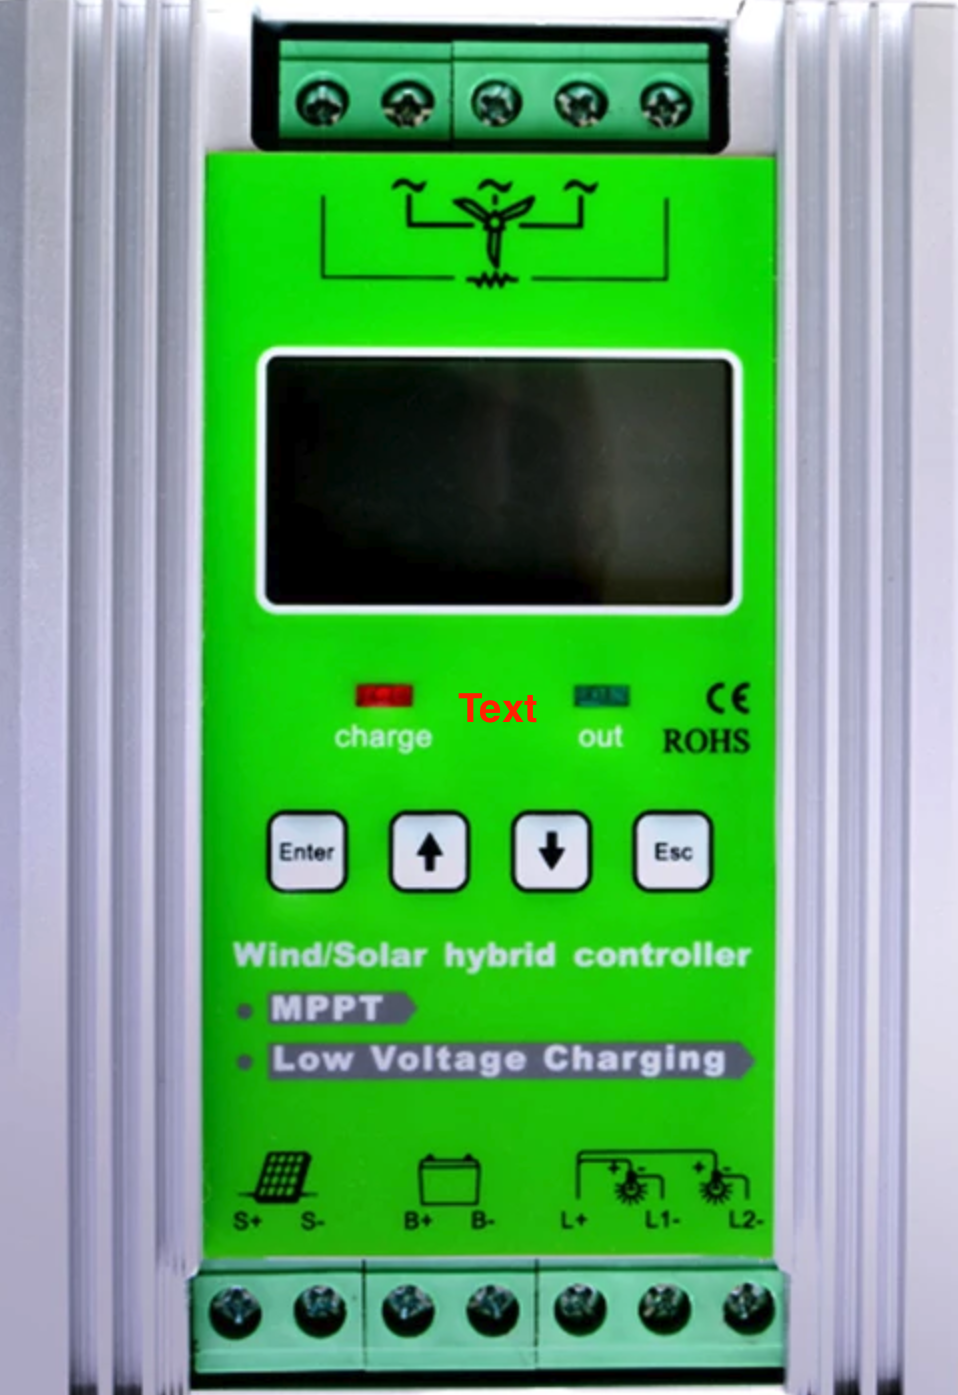 Text
charge out CE
ROHS
Enter Esc
Wind/Solar hybrid controller
MPPT
Low Voltage Charging
+ - + -
S+ S- B+ B- L+ L1- L2-